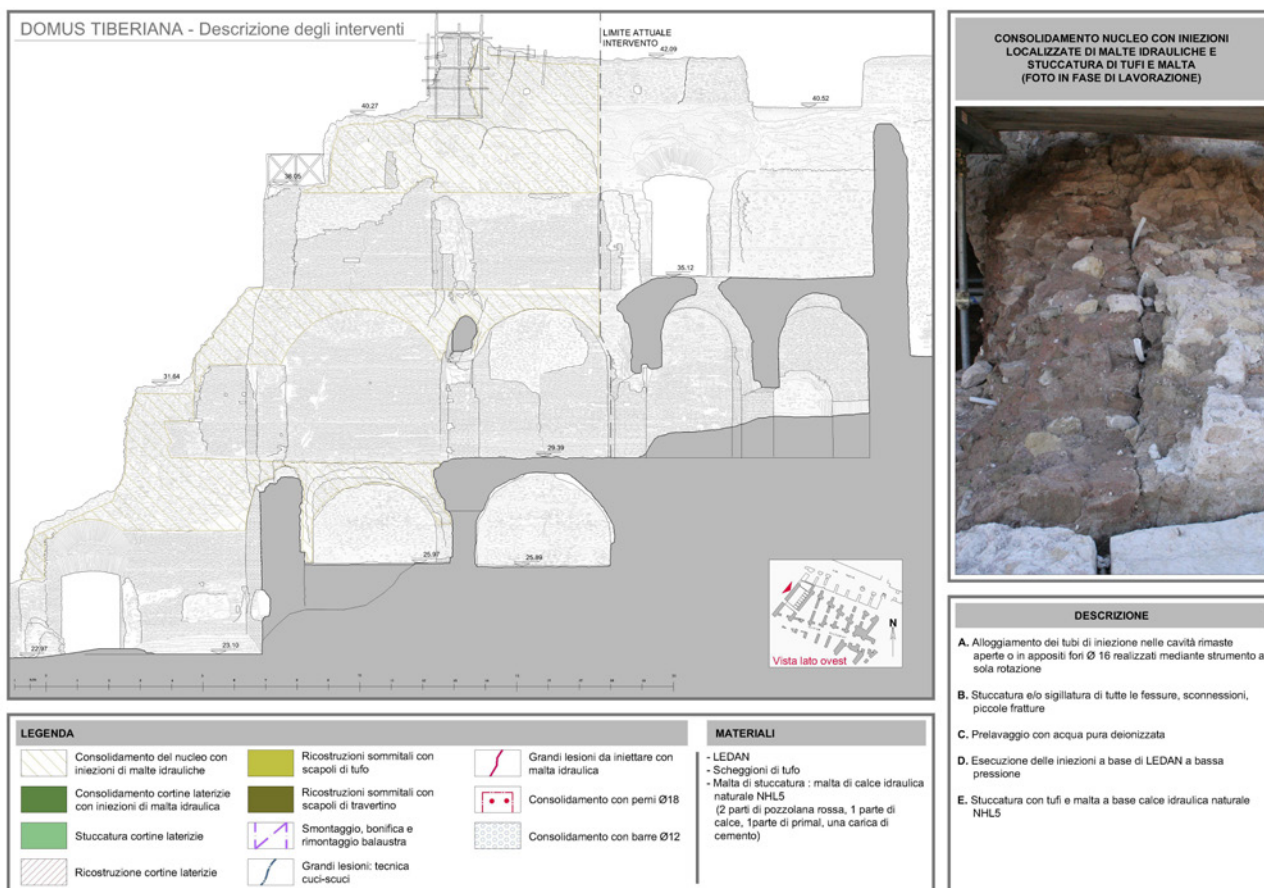 DOMUS TIBERIANA - Descrizione degli interventi
LIMITE ATTUALE
INTERVENTO
42.09
40.27
40.52
38.05
35.12
31.64
29.39
25.97
25.89
22.97
23.10
N
Vista lato ovest
CONSOLIDAMENTO NUCLEO CON INIEZIONI
LOCALIZZATE DI MALTE IDRAULICHE E
STUCCATURA DI TUFI E MALTA
(FOTO IN FASE DI LAVORAZIONE)
LEGENDA
Consolidamento del nucleo con
iniezioni di malte idrauliche
Consolidamento cortine laterizie
con iniezioni di malta idraulica
Stuccatura cortine laterizie
Ricostruzione cortine laterizie
Ricostruzioni sommitali con
scapoli di tufo
Ricostruzioni sommitali con
scapoli di travertino
Smontaggio, bonifica e
rimontaggio balaustra
Grandi lesioni: tecnica
cuci-scuci
Grandi lesioni da iniettare con
malta idraulica
Consolidamento con perni Ø18
Consolidamento con barre Ø12
MATERIALI
- LEDAN
- Scheggioni di tufo
- Malta di stuccatura : malta di calce idraulica
naturale NHL5
(2 parti di pozzolana rossa, 1 parte di
calce, 1parte di primal, una carica di
cemento)
DESCRIZIONE
A. Alloggiamento dei tubi di iniezione nelle cavità rimaste
aperte o in appositi fori Ø 16 realizzati mediante strumento a
sola rotazione
B. Stuccatura e/o sigillatura di tutte le fessure, sconnessioni,
piccole fratture
C. Prelavaggio con acqua pura deionizzata
D. Esecuzione delle iniezioni a base di LEDAN a bassa
pressione
E. Stuccatura con tufi e malta a base calce idraulica naturale
NHL5